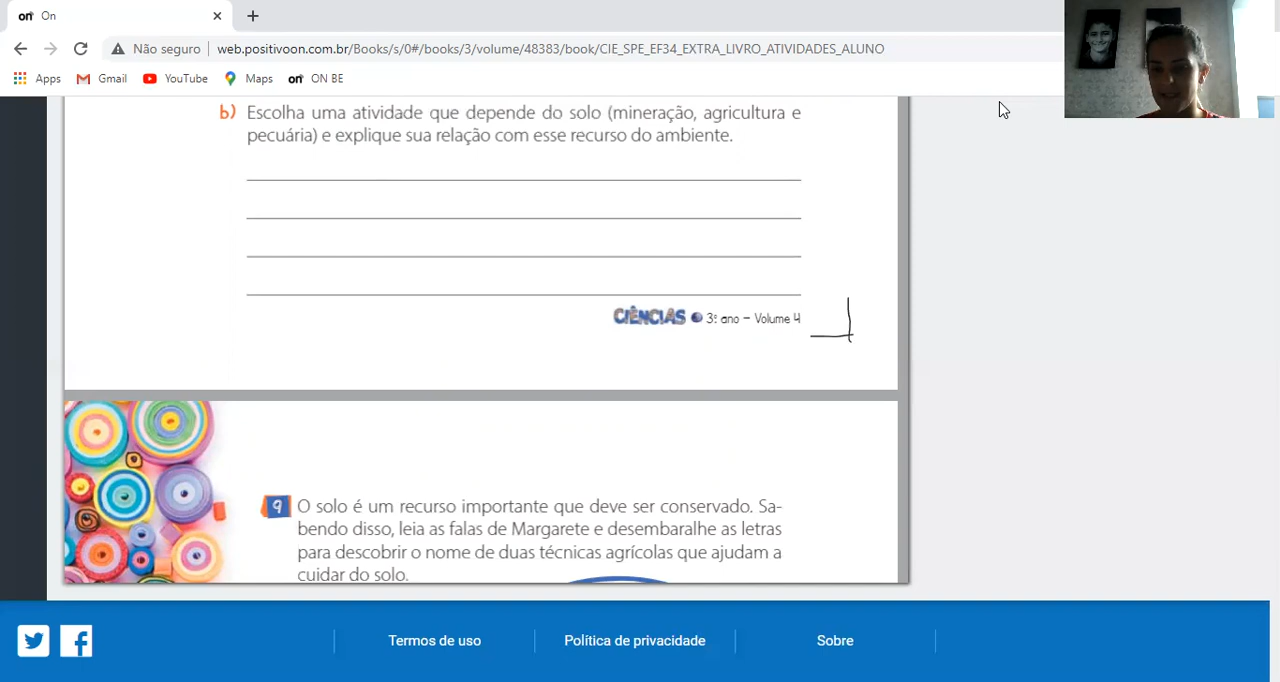 on On
Não seguro | web.positivoon.com.br/Books/s/0#/books/3/volume/48383/book/CIE_SPE_EF34_EXTRA_LIVRO_ATIVIDADES_ALUNO
Apps Gmail YouTube Maps on ON BE
b) Escolha uma atividade que depende do solo (mineração, agricultura e
pecuária) e explique sua relação com esse recurso do ambiente.
CIÊNCIAS 3º. ano – Volume 4
9 O solo é um recurso importante que deve ser conservado. Sa-
bendo disso, leia as falas de Margarete e desembaralhe as letras
para descobrir o nome de duas técnicas agrícolas que ajudam a
cuidar do solo.
Termos de uso Política de privacidade Sobre